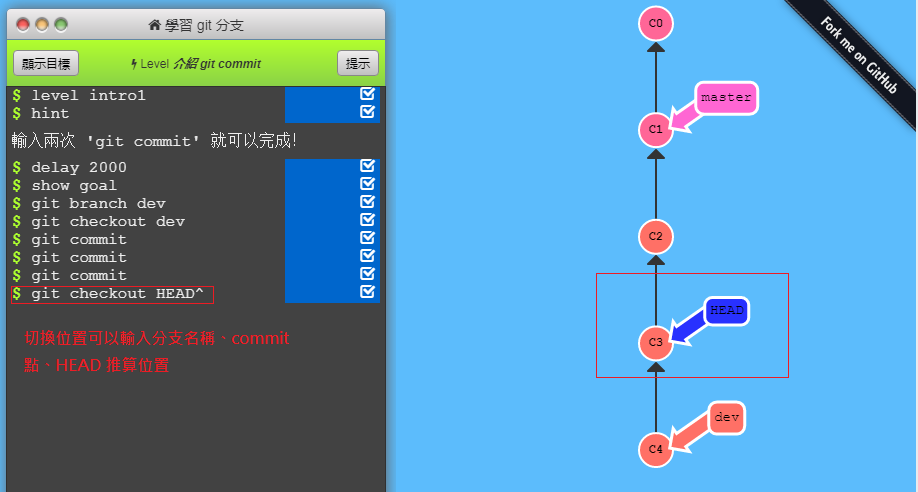 學習 git 分支
顯示目標
Level 介紹 git commit
提示
$ level intro1
$ hint
輸入兩次 'git commit' 就可以完成!
$ delay 2000
$ show goal
$ git branch dev
$ git checkout dev
$ git commit
$ git commit
$ git commit
$ git checkout HEAD^
切換位置可以輸入分支名稱、commit
點、HEAD 推算位置
C0
master
C1
C2
HEAD
C3
dev
C4
Fork me on GitHub